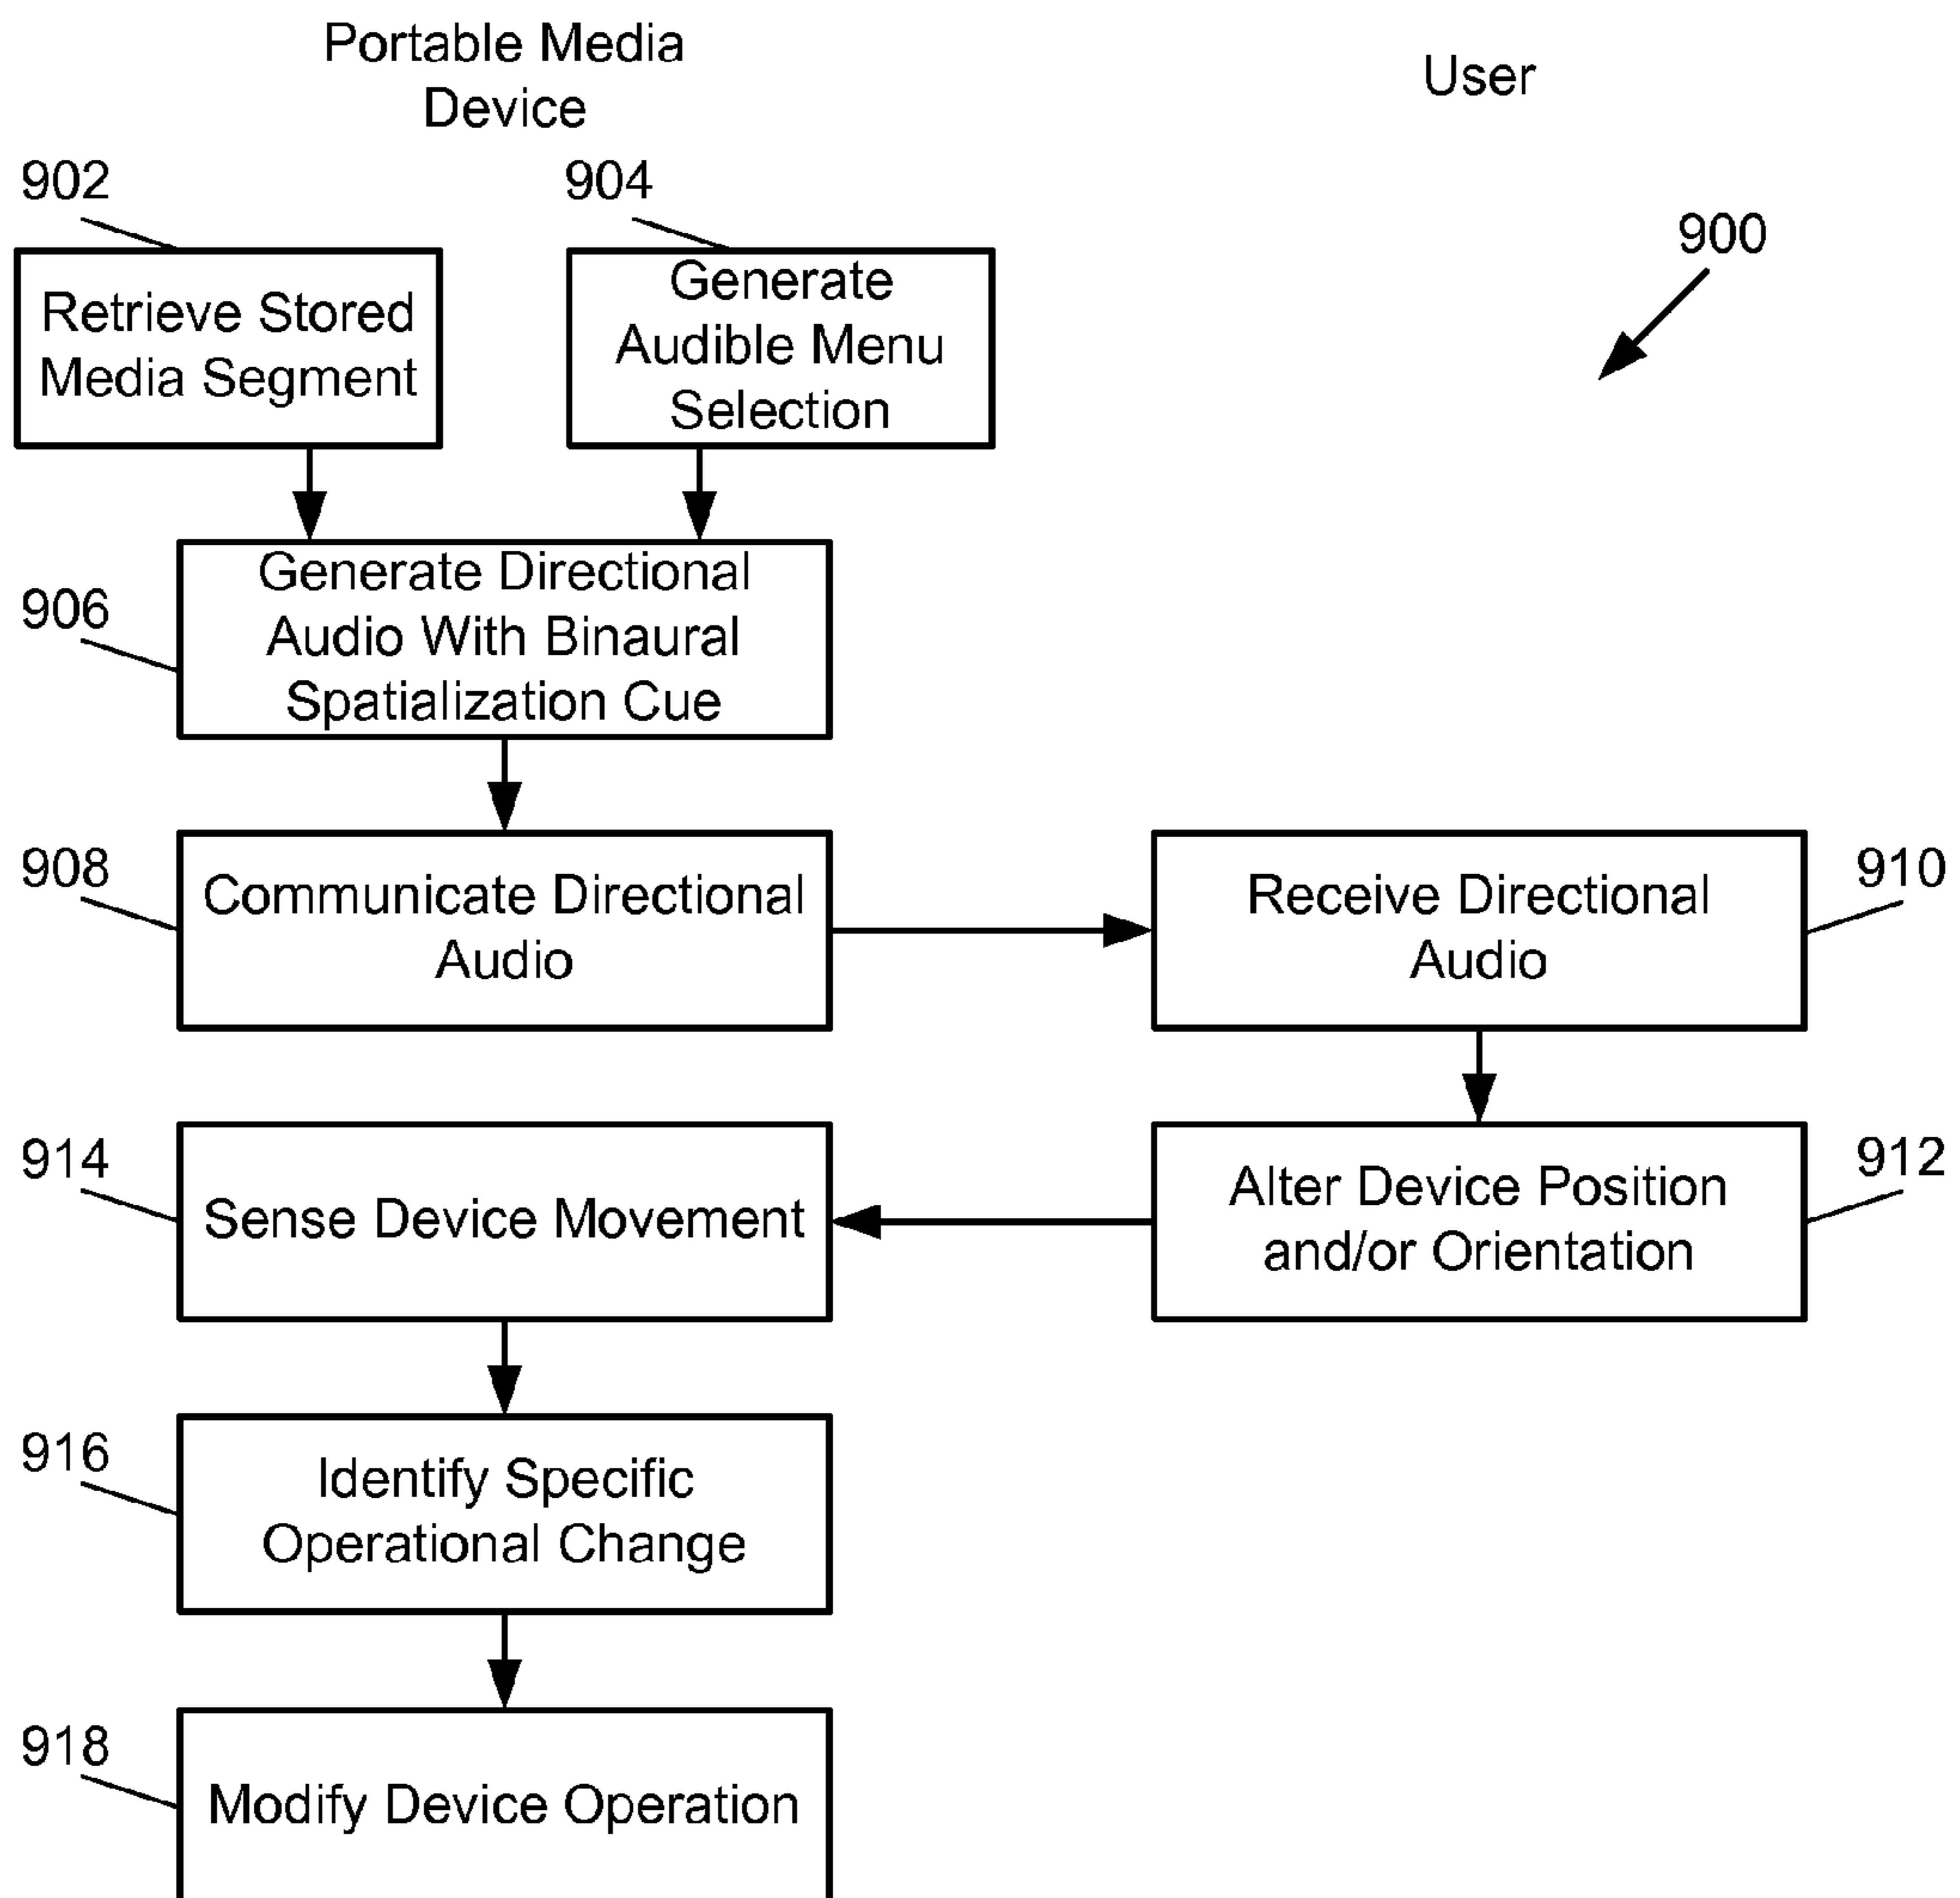 Portable Media
Device
User
902
904
900
Retrieve Stored
Media Segment
Generate
Audible Menu
Selection
906
Generate Directional
Audio With Binaural
Spatialization Cue
908
Communicate Directional
Audio
Receive Directional
Audio
910
914
Sense Device Movement
Alter Device Position
and/or Orientation
912
916
Identify Specific
Operational Change
918
Modify Device Operation